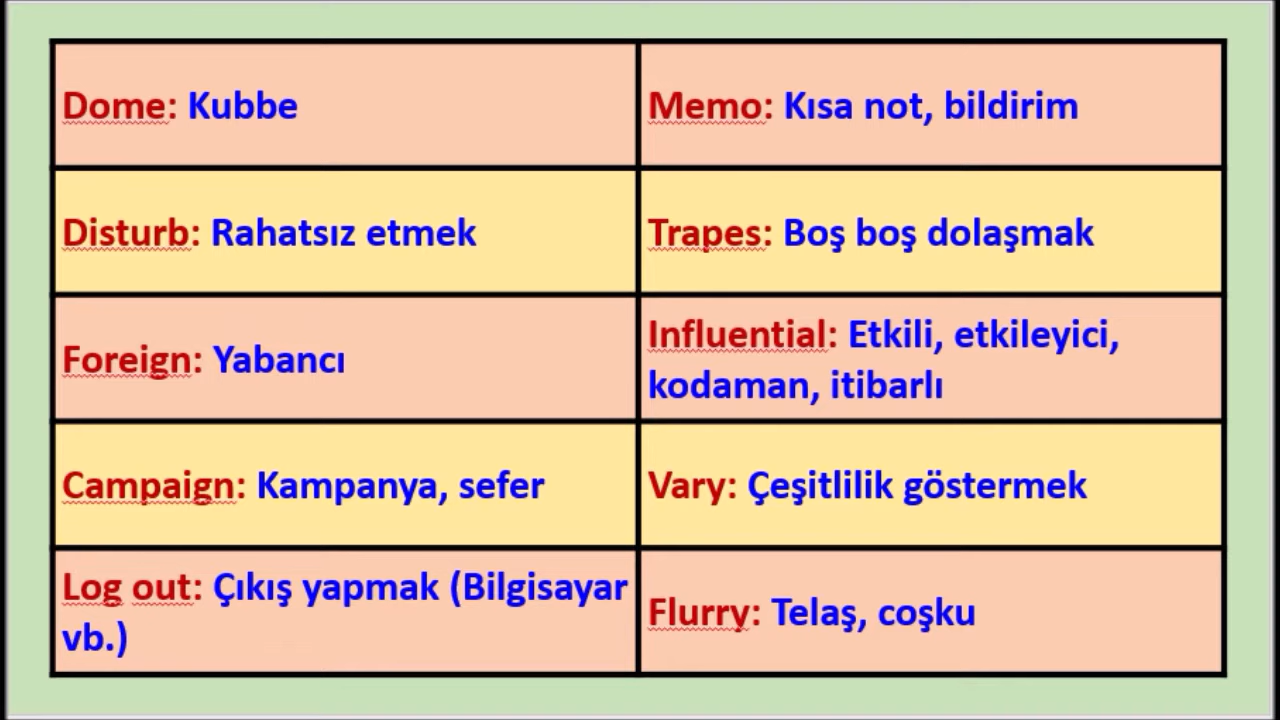 Dome: Kubbe
Memo: Kısa not, bildirim
Disturb: Rahatsız etmek
Trapes: Boş boş dolaşmak
Foreign: Yabancı
Influential: Etkili, etkileyici,
kodaman, itibarlı
Campaign: Kampanya, sefer
Vary: Çeşitlilik göstermek
Log out: Çıkış yapmak (Bilgisayar
vb.)
Flurry: Telaş, coşku